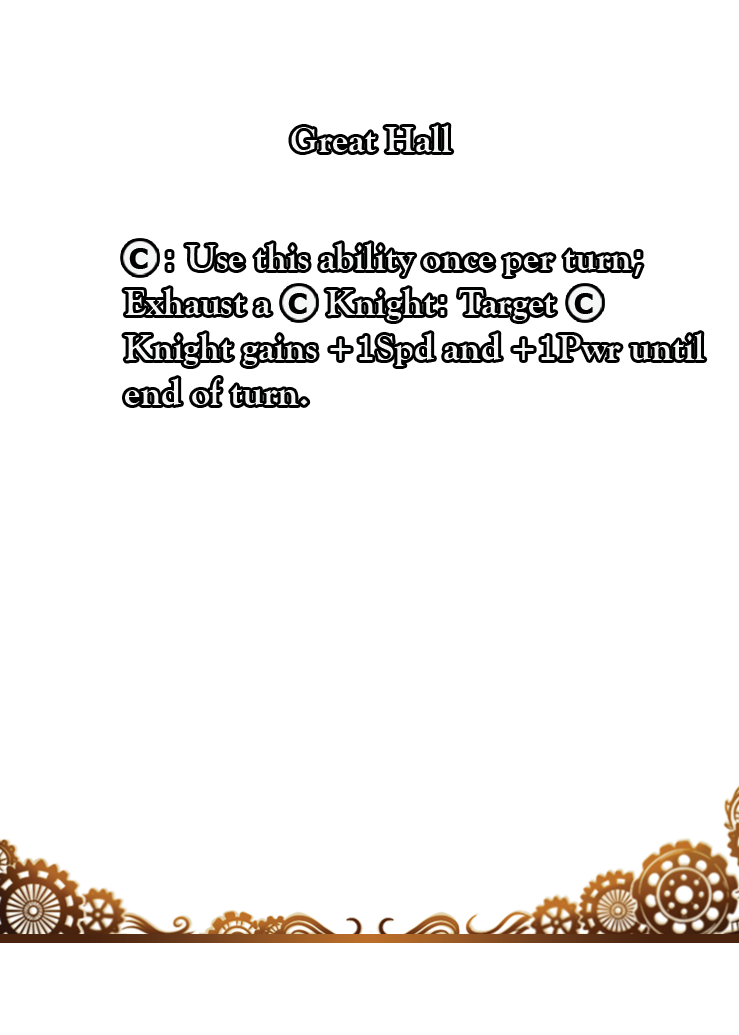 Great Hall
©: Use this ability once per turn;
Exhaust a © Knight: Target ©
Knight gains +1Spd and +1Pwr until
end of turn.